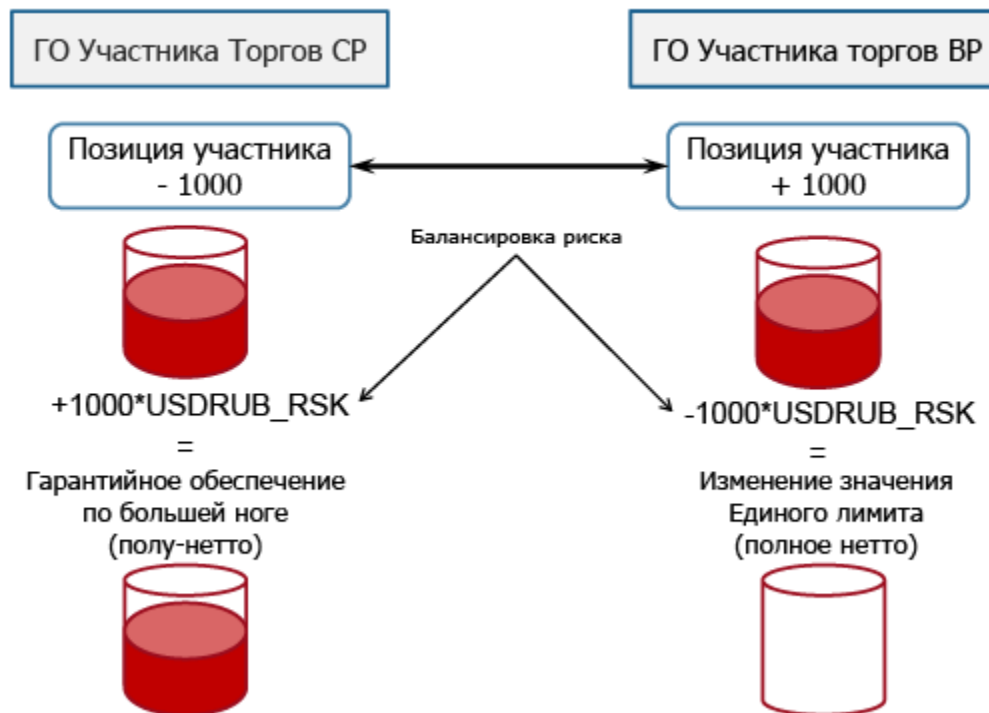 ГО Участника Торгов СР
ГО Участника торгов ВР
Позиция участника
- 1000
Позиция участника
+ 1000
Балансировка риска
+1000*USDRUB_RSK
=
Гарантийное обеспечение
по большей ноге
(полу-нетто)
-1000*USDRUB_RSK
=
Изменение значения
Единого лимита
(полное нетто)